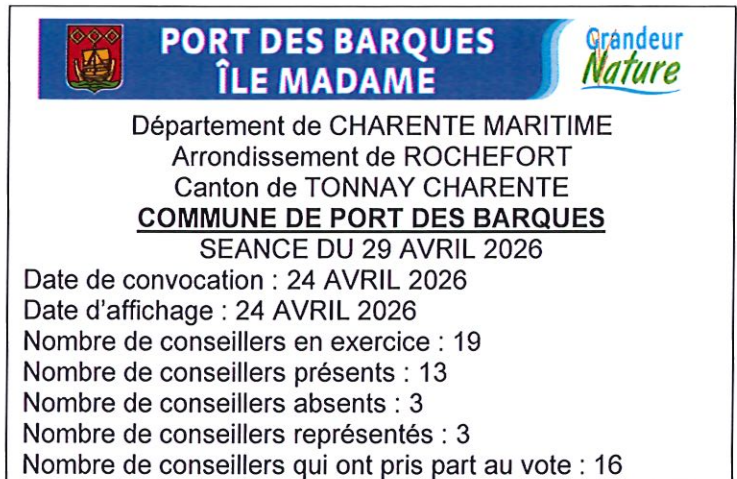 PORT DES BARQUES
ÎLE MADAME
Grandeur
Nature
Département de CHARENTE MARITIME
Arrondissement de ROCHEFORT
Canton de TONNAY CHARENTE
COMMUNE DE PORT DES BARQUES
SEANCE DU 29 AVRIL 2026
Date de convocation : 24 AVRIL 2026
Date d'affichage : 24 AVRIL 2026
Nombre de conseillers en exercice : 19
Nombre de conseillers présents : 13
Nombre de conseillers absents : 3
Nombre de conseillers représentés : 3
Nombre de conseillers qui ont pris part au vote : 16